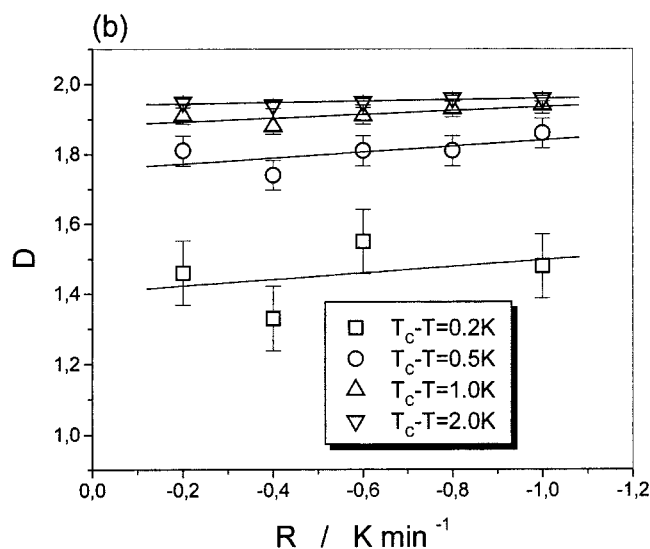 (b)
2,0
1,8
1,6
1,4
1,2
1,0
D
T_C-T=0.2K
T_C-T=0.5K
T_C-T=1.0K
T_C-T=2.0K
0,0 -0,2 -0,4 -0,6 -0,8 -1,0 -1,2
R / K min⁻¹